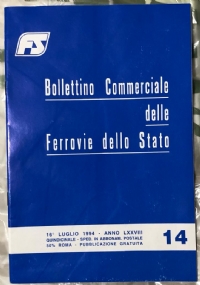 FS
Bollettino Commerciale
delle
Ferrovie dello Stato
16° LUGLIO 1994 - ANNO LXXVIII
QUINDICINALE - SPED. IN ABBONAM. POSTALE
50% ROMA - PUBBLICAZIONE GRATUITA
14